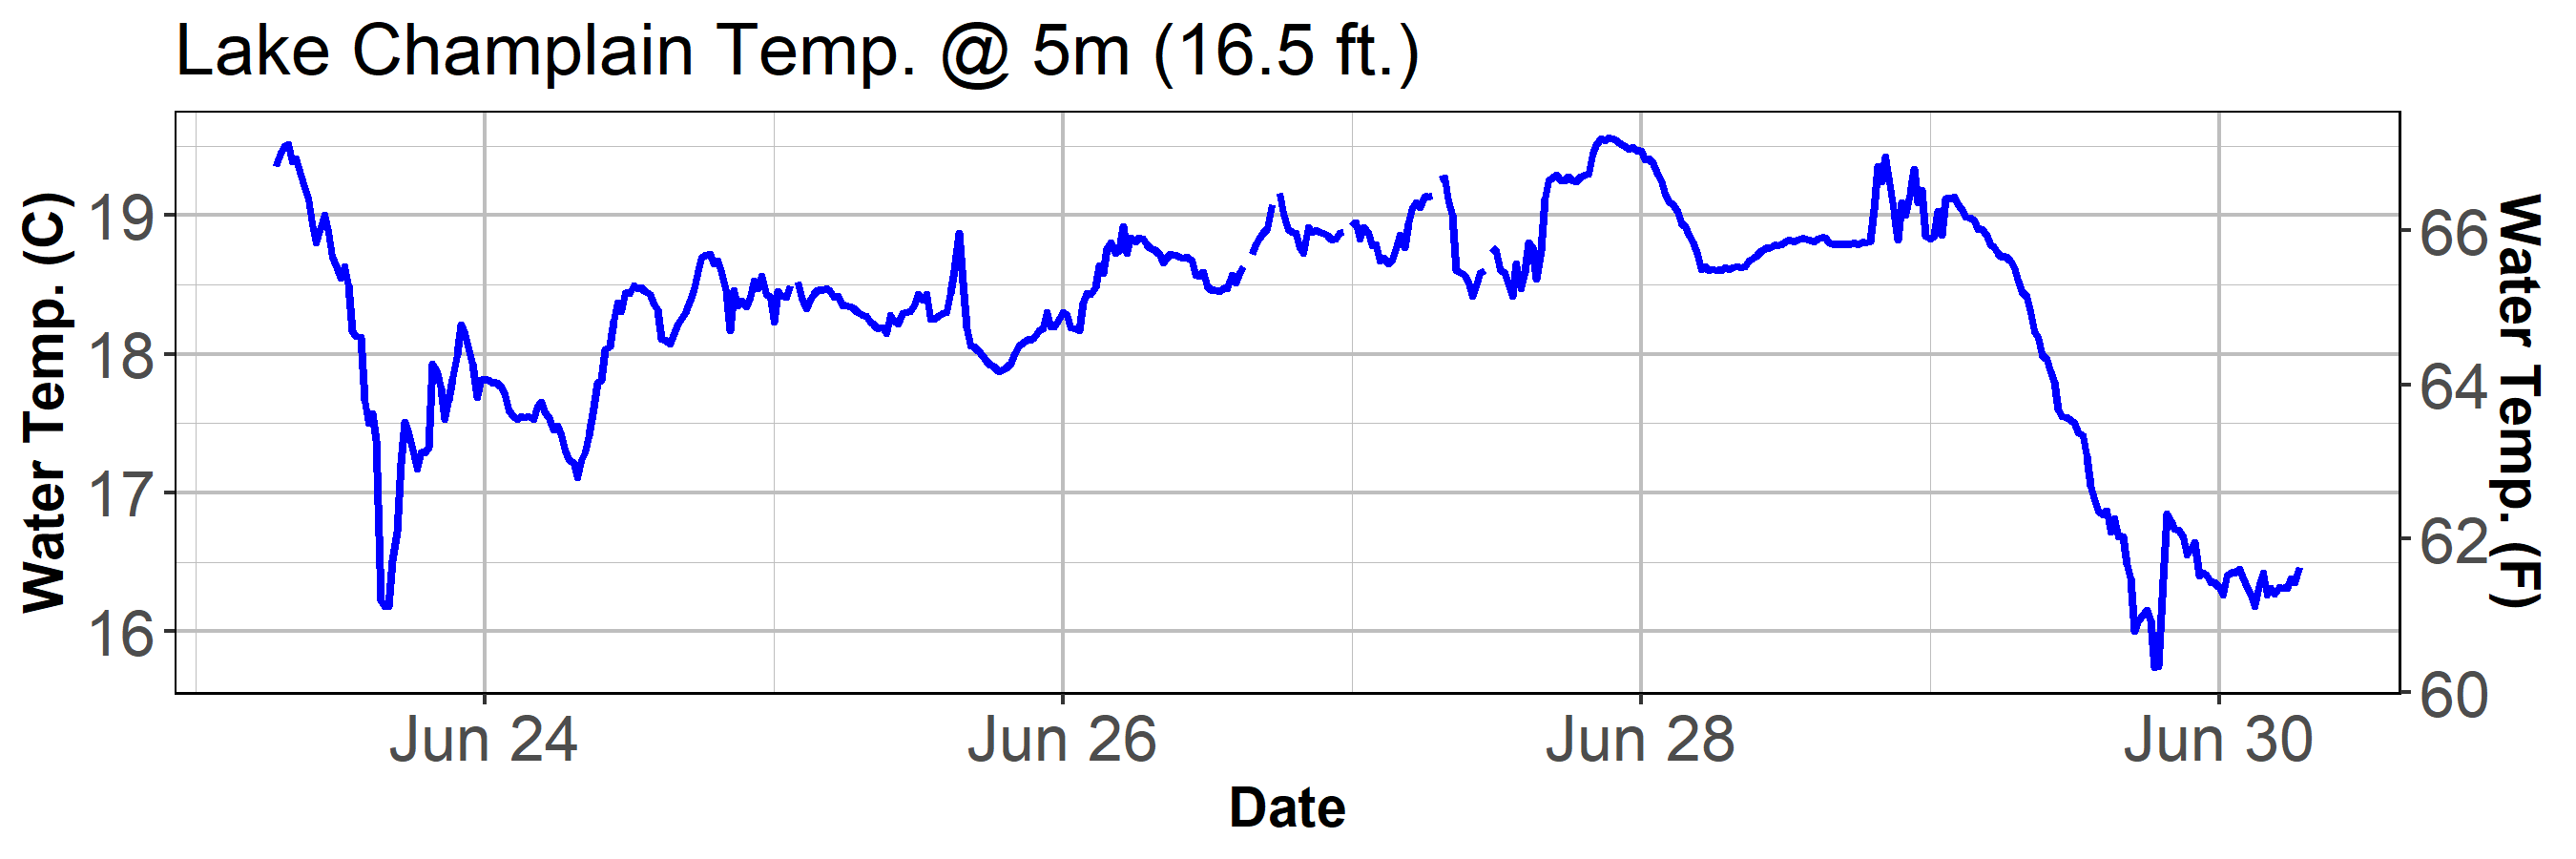 Lake Champlain Temp. @ 5m (16.5 ft.)
Water Temp. (C)
19
18
17
16
66
64
62
60
Water Temp. (F)
Jun 24 Jun 26 Jun 28 Jun 30
Date